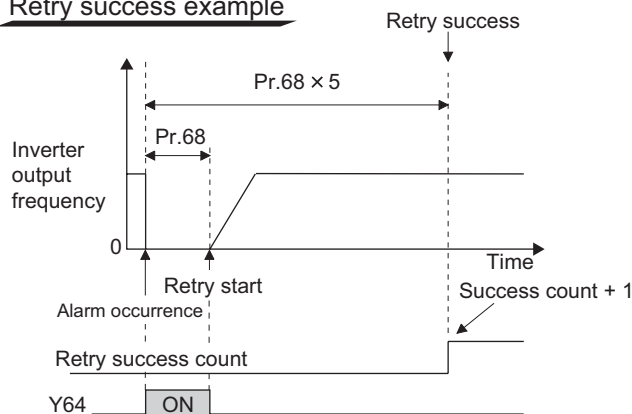 Retry success example
Retry success
Pr.68 × 5
Pr.68
Inverter
output
frequency
0
Time
Retry start
Success count + 1
Alarm occurrence
Retry success count
Y64
ON